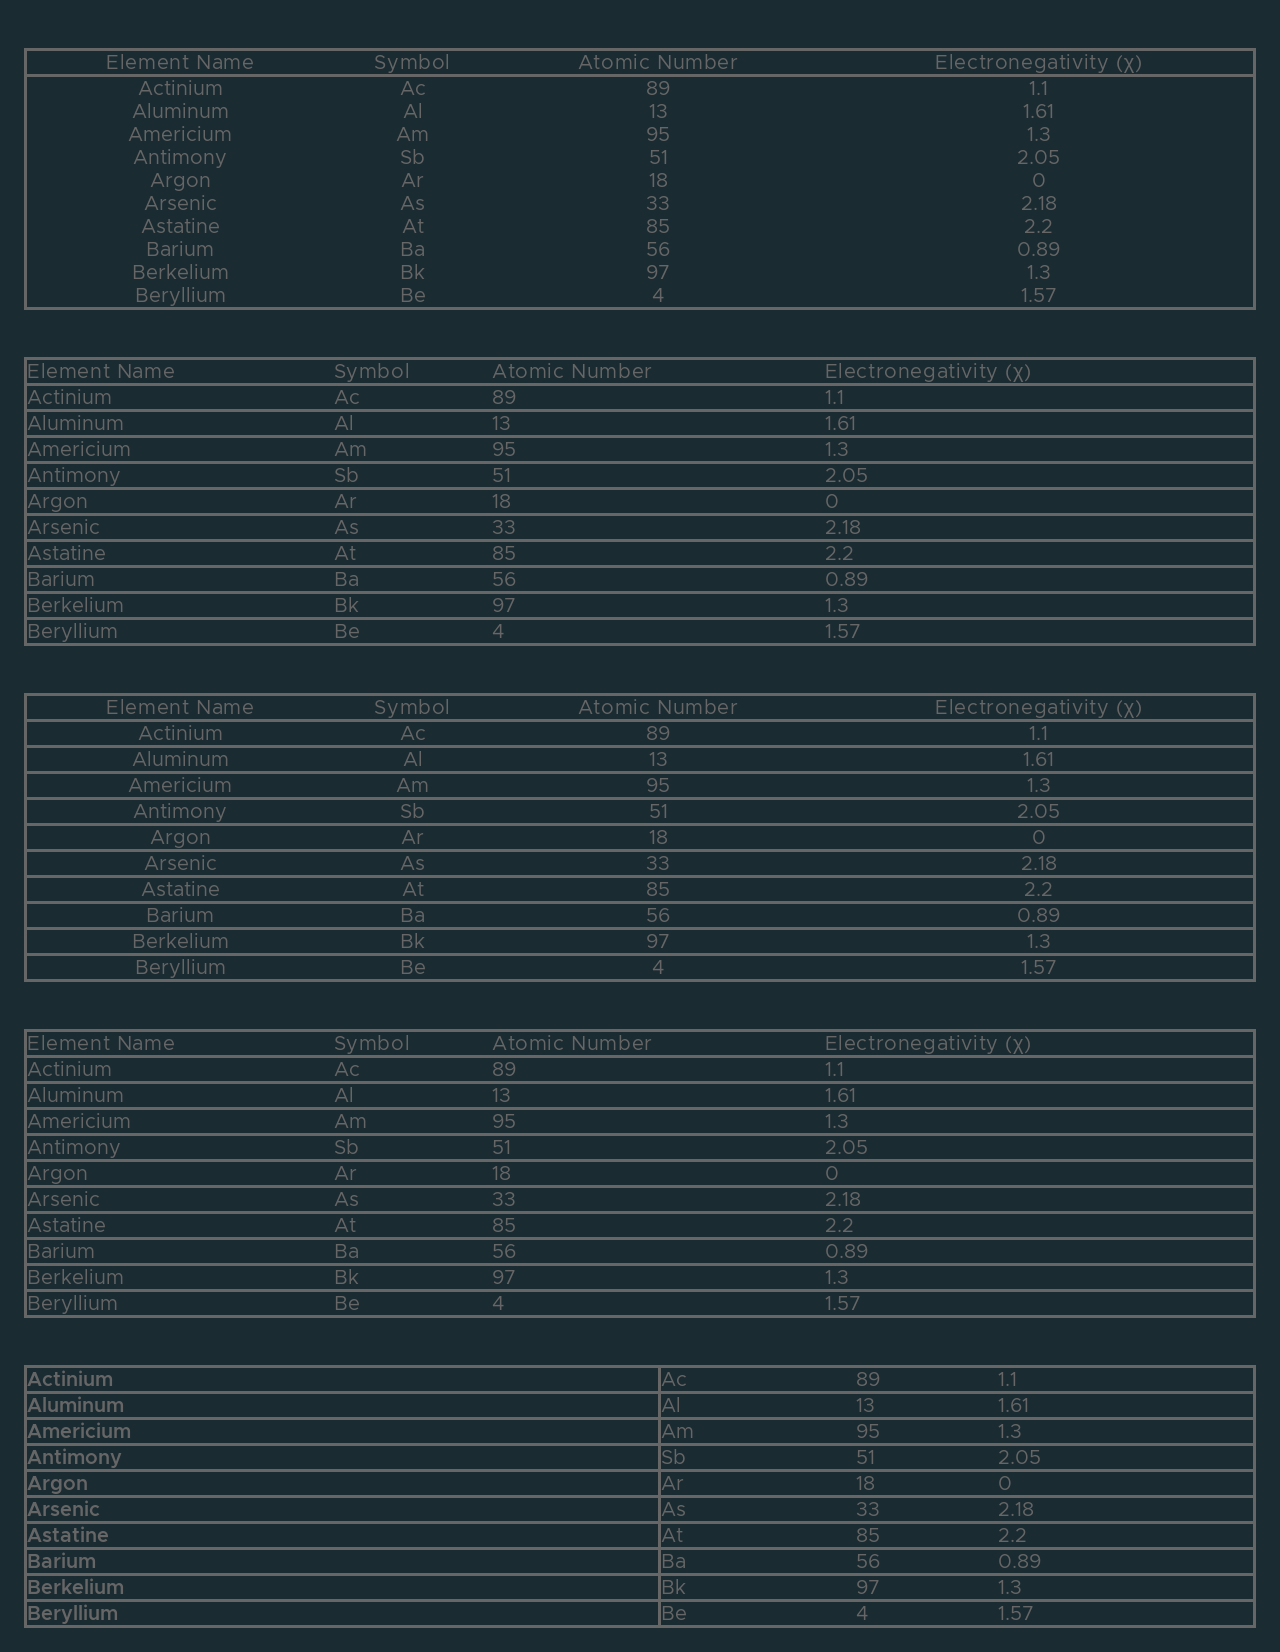 Element Name Symbol Atomic Number Electronegativity (χ)
Actinium Ac 89 1.1
Aluminum Al 13 1.61
Americium Am 95 1.3
Antimony Sb 51 2.05
Argon Ar 18 0
Arsenic As 33 2.18
Astatine At 85 2.2
Barium Ba 56 0.89
Berkelium Bk 97 1.3
Beryllium Be 4 1.57
Element Name Symbol Atomic Number Electronegativity (χ)
Actinium Ac 89 1.1
Aluminum Al 13 1.61
Americium Am 95 1.3
Antimony Sb 51 2.05
Argon Ar 18 0
Arsenic As 33 2.18
Astatine At 85 2.2
Barium Ba 56 0.89
Berkelium Bk 97 1.3
Beryllium Be 4 1.57
Element Name Symbol Atomic Number Electronegativity (χ)
Actinium Ac 89 1.1
Aluminum Al 13 1.61
Americium Am 95 1.3
Antimony Sb 51 2.05
Argon Ar 18 0
Arsenic As 33 2.18
Astatine At 85 2.2
Barium Ba 56 0.89
Berkelium Bk 97 1.3
Beryllium Be 4 1.57
Element Name Symbol Atomic Number Electronegativity (χ)
Actinium Ac 89 1.1
Aluminum Al 13 1.61
Americium Am 95 1.3
Antimony Sb 51 2.05
Argon Ar 18 0
Arsenic As 33 2.18
Astatine At 85 2.2
Barium Ba 56 0.89
Berkelium Bk 97 1.3
Beryllium Be 4 1.57
Actinium Ac 89 1.1
Aluminum Al 13 1.61
Americium Am 95 1.3
Antimony Sb 51 2.05
Argon Ar 18 0
Arsenic As 33 2.18
Astatine At 85 2.2
Barium Ba 56 0.89
Berkelium Bk 97 1.3
Beryllium Be 4 1.57